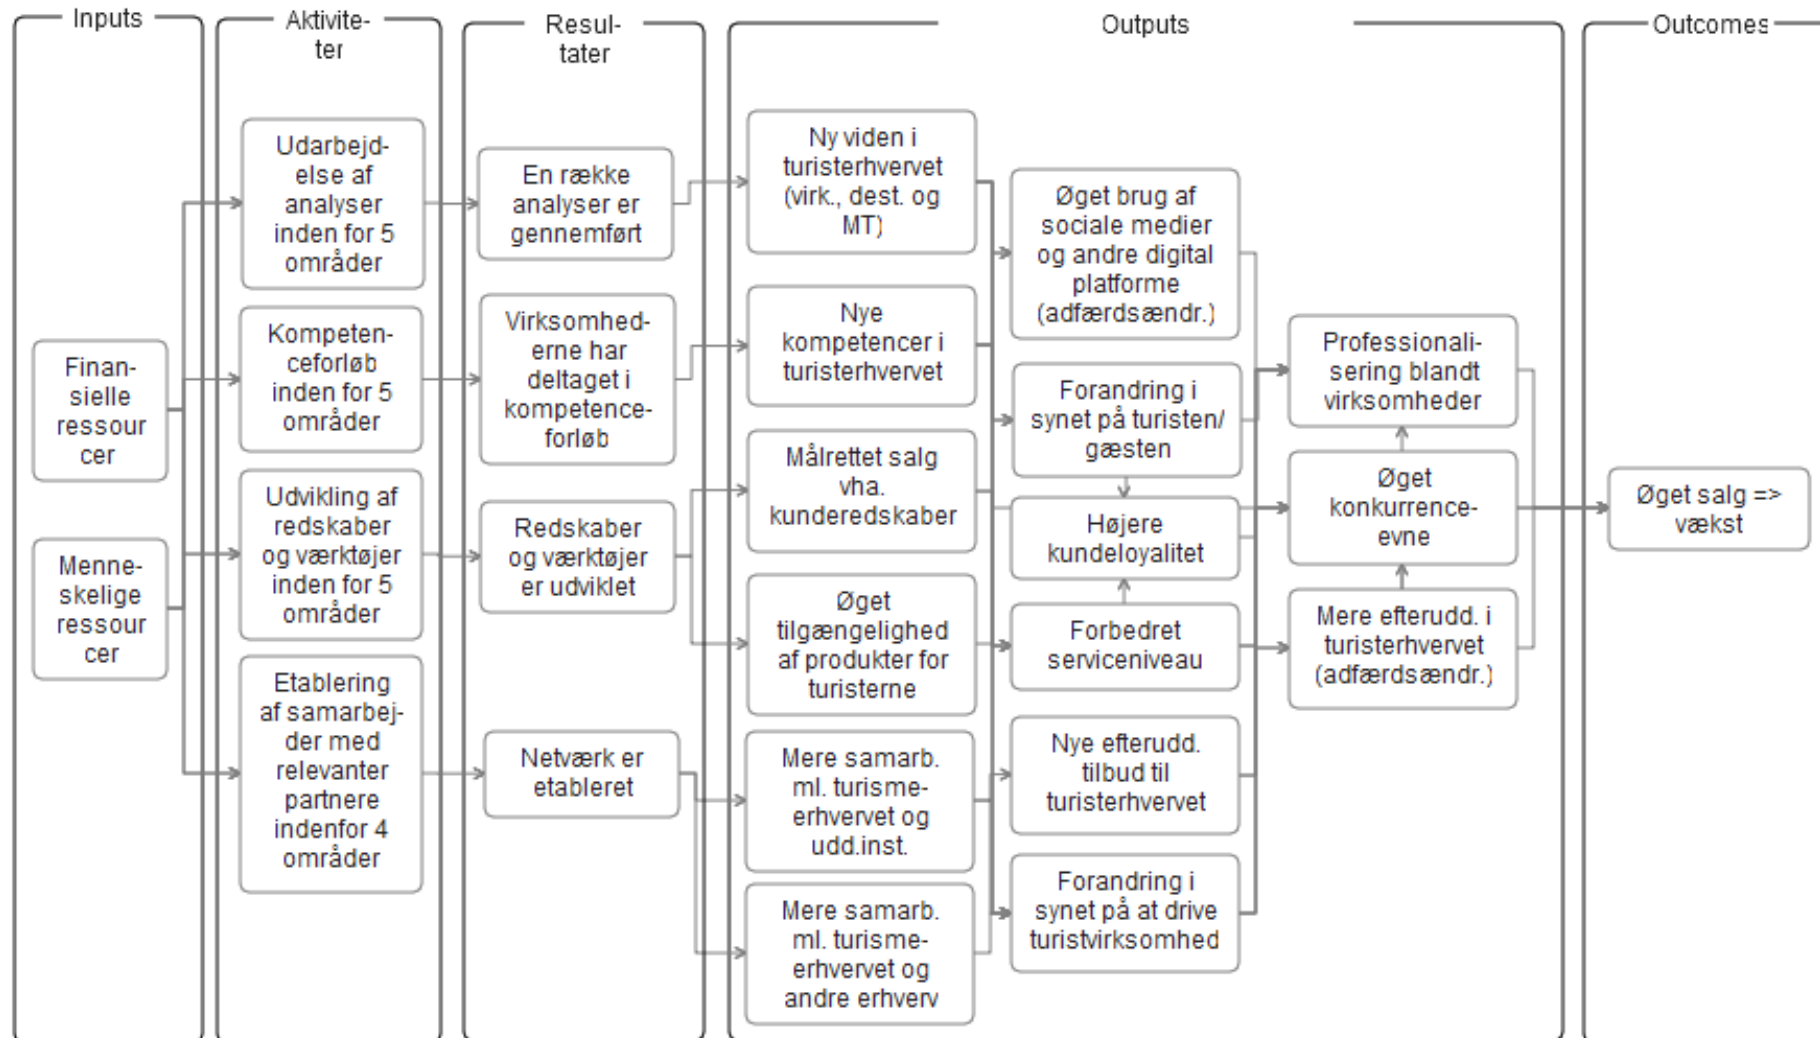 Inputs
Aktivite-
ter
Resul-
tater
Outputs
Outcomes
Finan-
sielle
ressour
cer
Menne-
skelige
ressour
cer
Udarbejd-
else af
analyser
inden for 5
områder
Kompeten-
ceforløb
inden for 5
områder
Udvikling af
redskaber
og værktøjer
inden for 5
områder
Etablering
af samarbej-
der med
relevanter
partnere
indenfor 4
områder
En række
analyser er
gennemført
Virksomhed-
erne har
deltaget i
kompetence-
forløb
Redskaber
og værktøjer
er udviklet
Netværk er
etableret
Ny viden i
turisterhvervet
(virk., dest. og
MT)
Nye
kompetencer i
turisterhvervet
Målrettet salg
vha.
kunderedskaber
Øget
tilgængelighed
af produkter for
turisterne
Mere samarb.
ml. turisme-
erhvervet og
udd.inst.
Mere samarb.
ml. turisme-
erhvervet og
andre erhverv
Øget brug af
sociale medier
og andre digital
platforme
(adfærdsændr.)
Forandring i
synet på turisten/
gæsten
Højere
kundeloyalitet
Forbedret
serviceniveau
Nye efterudd.
tilbud til
turisterhvervet
Forandring i
synet på at drive
turistvirksomhed
Professionali-
sering blandt
virksomheder
Øget
konkurrence-
evne
Mere efterudd. i
turisterhvervet
(adfærdsændr.)
Øget salg =>
vækst